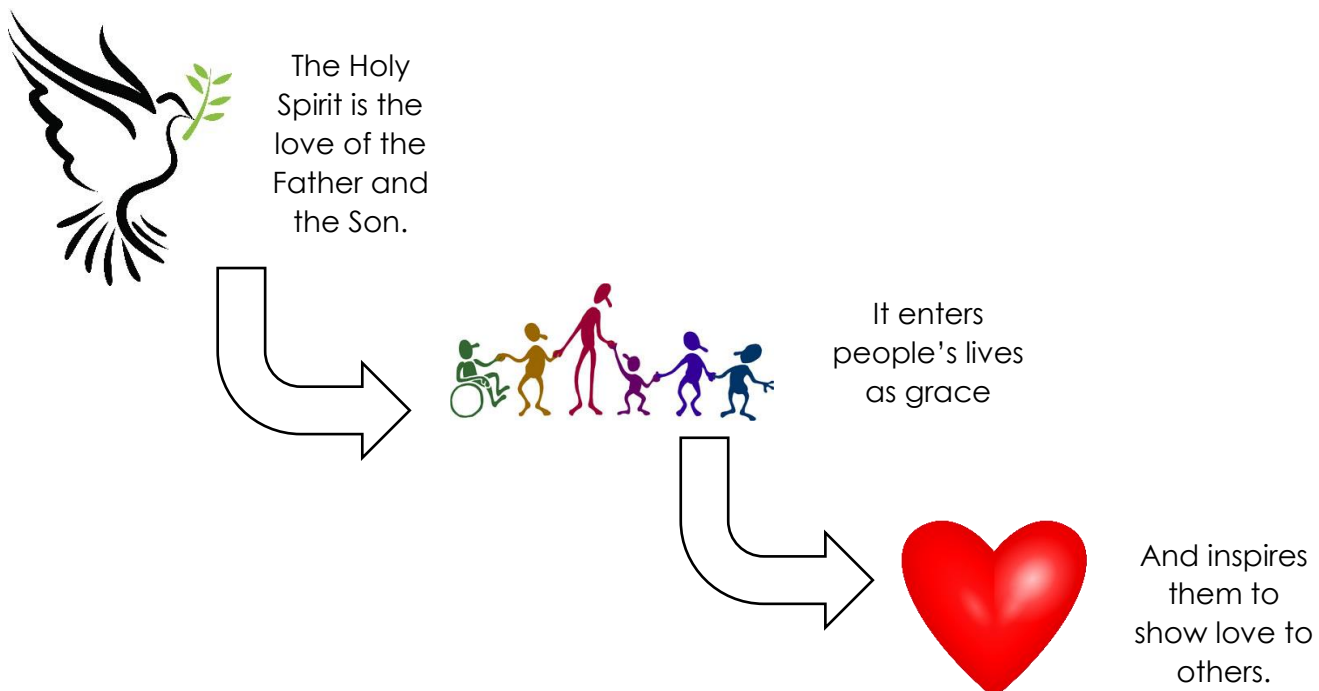 The Holy
Spirit is the
love of the
Father and
the Son.
It enters
people’s lives
as grace
And inspires
them to
show love to
others.